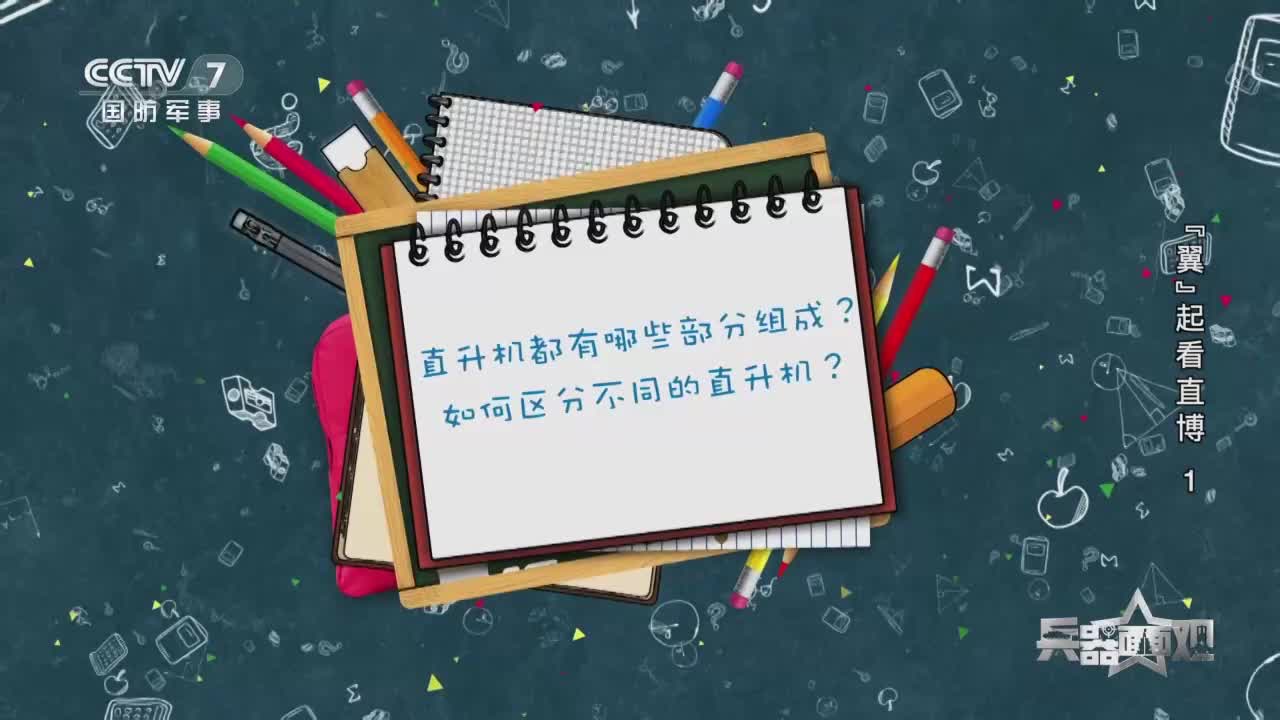 CCTV 7
国防军事
直升机都有哪些部分组成？
如何区分不同的直升机？
『翼』起看直博 1
兵器面面观